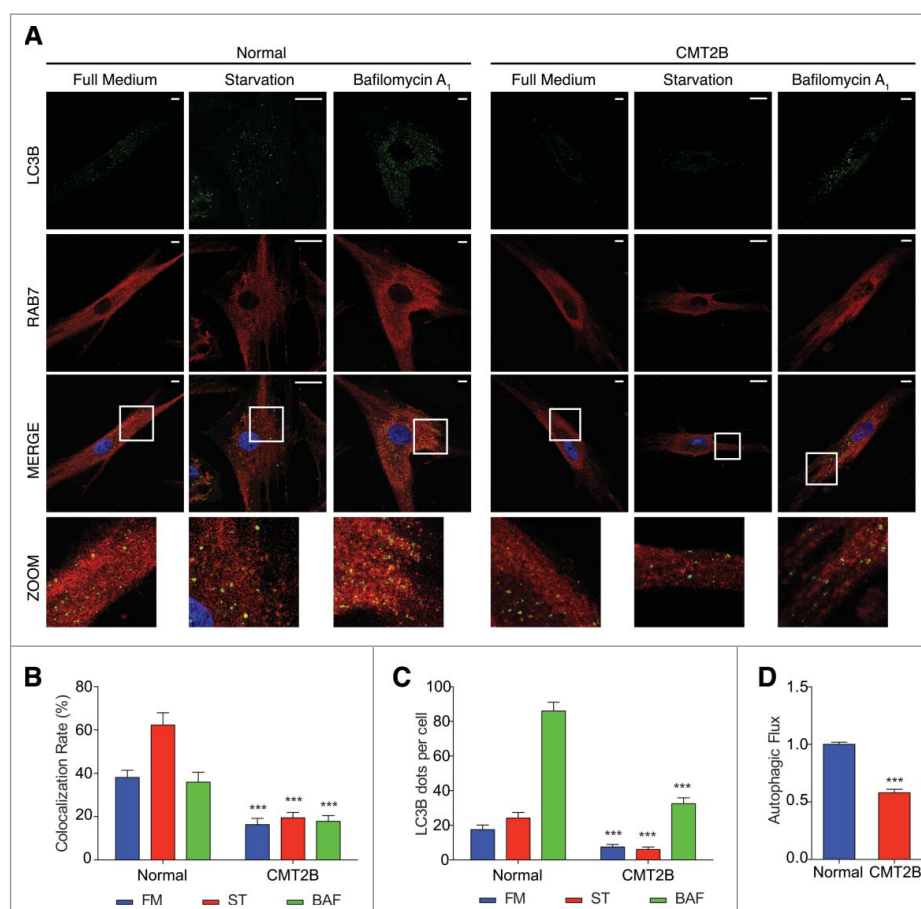 A
Normal CMT2B
Full Medium Starvation Bafilomycin A₁ Full Medium Starvation Bafilomycin A₁
LC3B
RAB7
MERGE
ZOOM
B
Colocalization Rate (%)
80
60
40
20
0
Normal CMT2B
*** *** ***
FM ST BAF
C
LC3B dots per cell
100
80
60
40
20
0
Normal CMT2B
*** *** ***
FM ST BAF
D
Autophagic Flux
1.5
1.0
0.5
0.0
***
Normal CMT2B